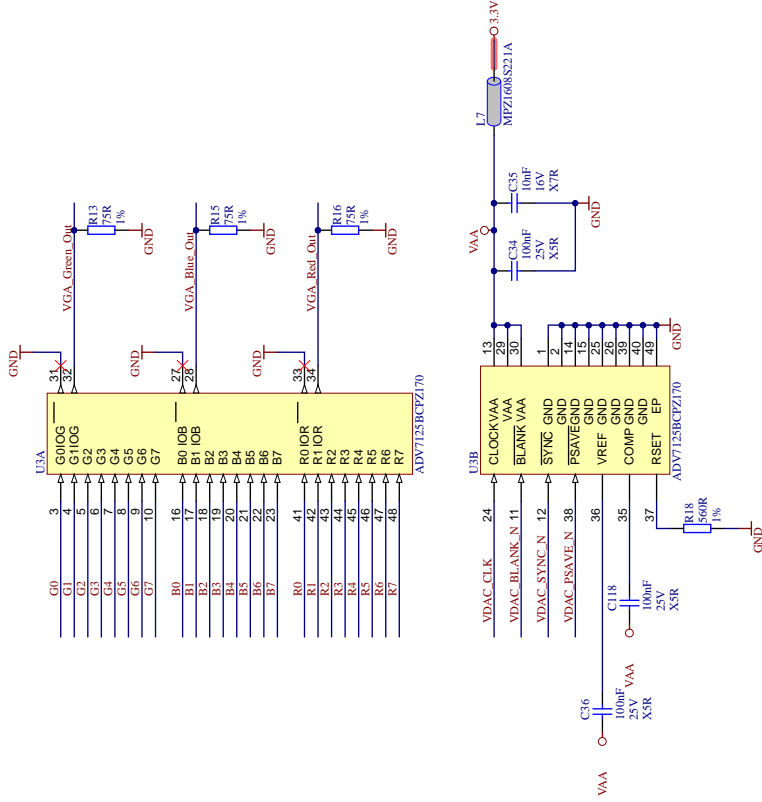 3.3V
L7
MPZ1608S221A
R13
75R
1%
R15
75R
1%
R16
75R
1%
C35
10nF
16V
X7R
GND
GND
GND
GND
VAA
C34
100nF
25V
X5R
VGA_Green_Out
VGA_Blue_Out
VGA_Red_Out
GND
GND
GND
31
32
27
28
33
34
13
29
30
1
2
14
15
25
26
39
40
49
GND
U3A
G0 IOG
G1 IOG
G2
G3
G4
G5
G6
G7
B0 IOB
B1 IOB
B2
B3
B4
B5
B6
B7
R0 IOR
R1 IOR
R2
R3
R4
R5
R6
R7
ADV7125BCPZ170
U3B
CLOCK VAA
VAA
BLANK VAA
SYNC GND
GND
PSAVE GND
GND
VREF GND
GND
COMP GND
GND
RSET EP
ADV7125BCPZ170
3
4
5
6
7
8
9
10
16
17
18
19
20
21
22
23
41
42
43
44
45
46
47
48
24
11
12
38
36
35
37
R18
560R
1%
GND
G0
G1
G2
G3
G4
G5
G6
G7
B0
B1
B2
B3
B4
B5
B6
B7
R0
R1
R2
R3
R4
R5
R6
R7
VDAC_CLK
VDAC_BLANK_N
VDAC_SYNC_N
VDAC_PSAVE_N
C118
100nF
25V
X5R
VAA
C36
100nF
25V
X5R
VAA